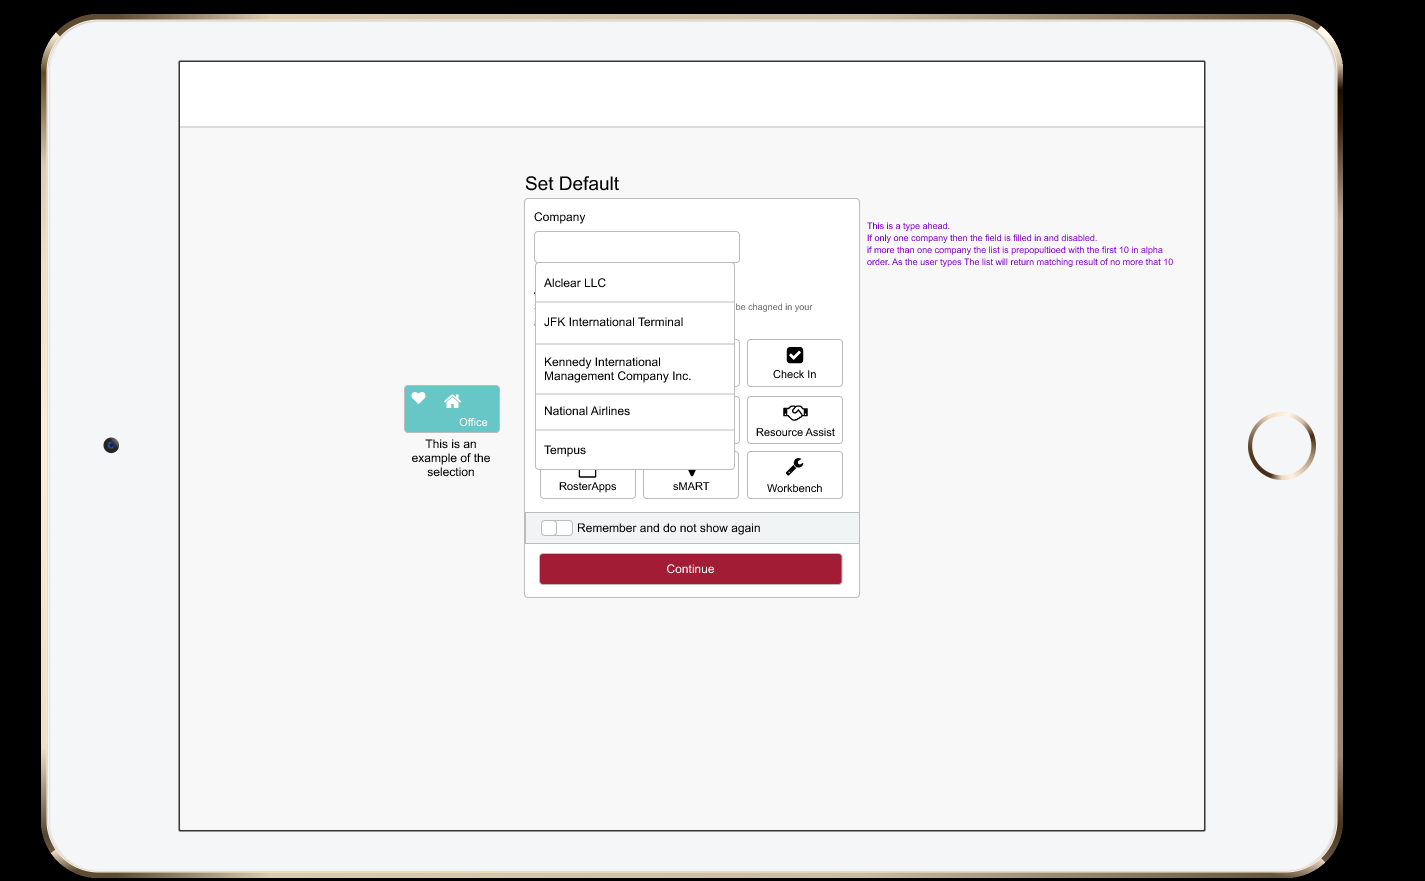 Set Default
Company
This is a type ahead.
If only one company then the field is filled in and disabled.
if more than one company the list is prepopultioed with the first 10 in alpha
order. As the user types The list will return matching result of no more that 10
Alclear LLC
be chagned in your
JFK International Terminal
Kennedy International
Management Company Inc.
Check In
National Airlines
Resource Assist
Tempus
Office
This is an
example of the
selection
RosterApps
sMART
Workbench
Remember and do not show again
Continue